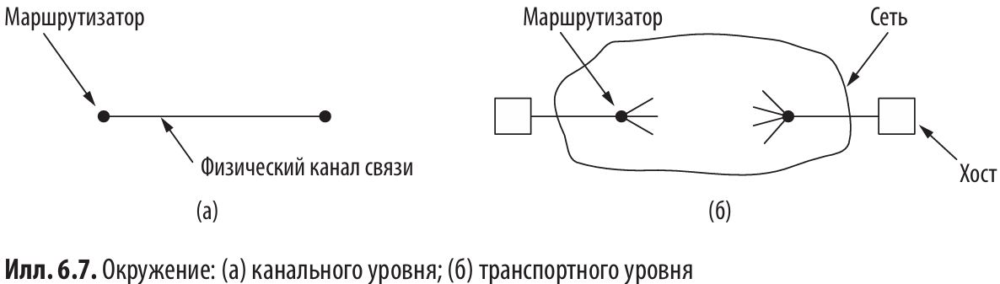 Маршрутизатор
Физический канал связи
(а)
Маршрутизатор
Сеть
Хост
(б)
Илл. 6.7. Окружение: (а) канального уровня; (б) транспортного уровня